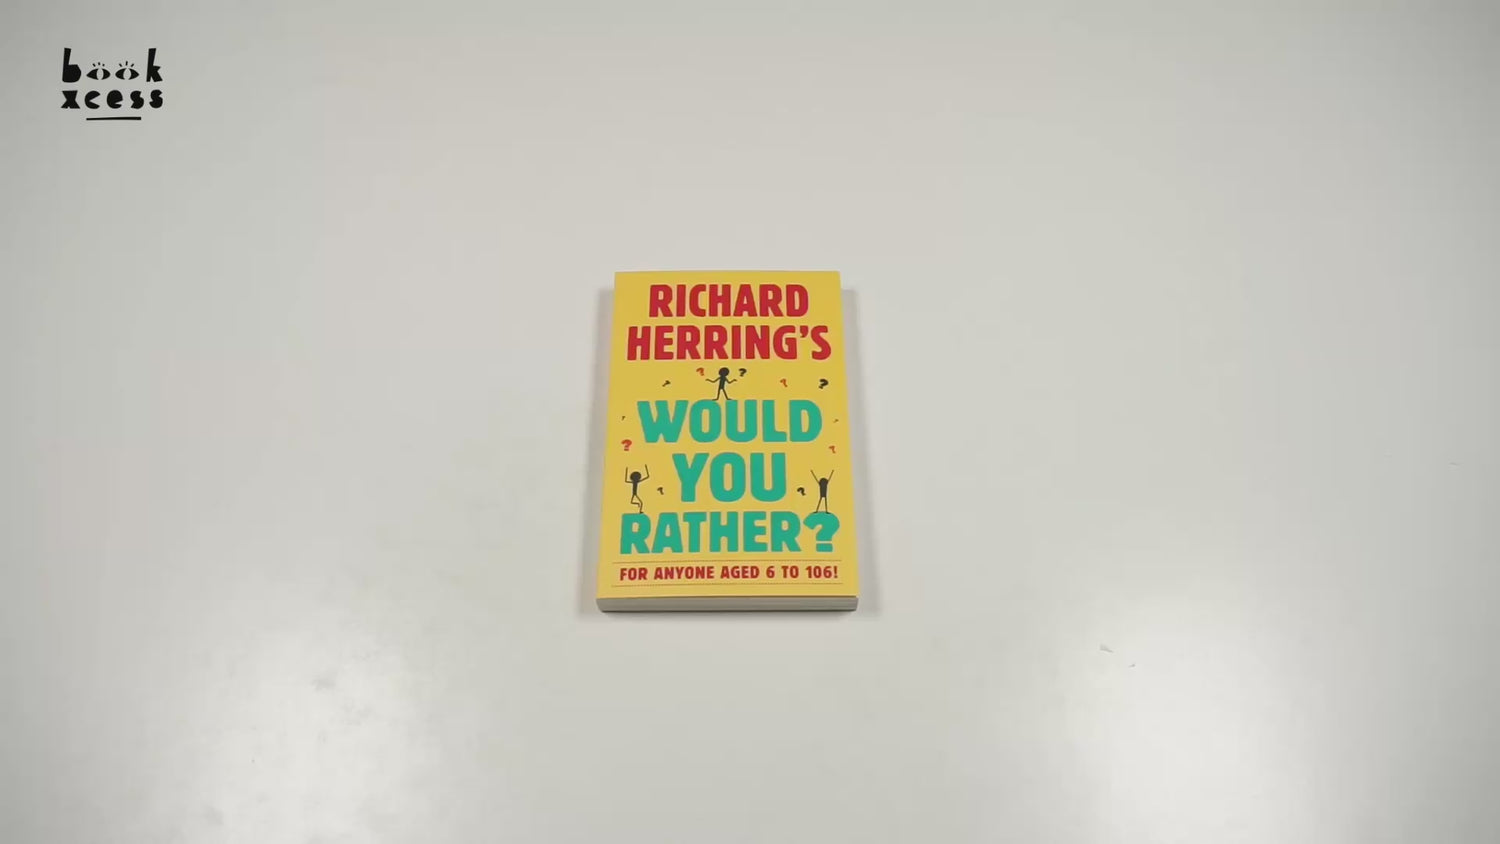 book
xcess
RICHARD
HERRING'S
WOULD
YOU
RATHER?
FOR ANYONE AGED 6 TO 106!